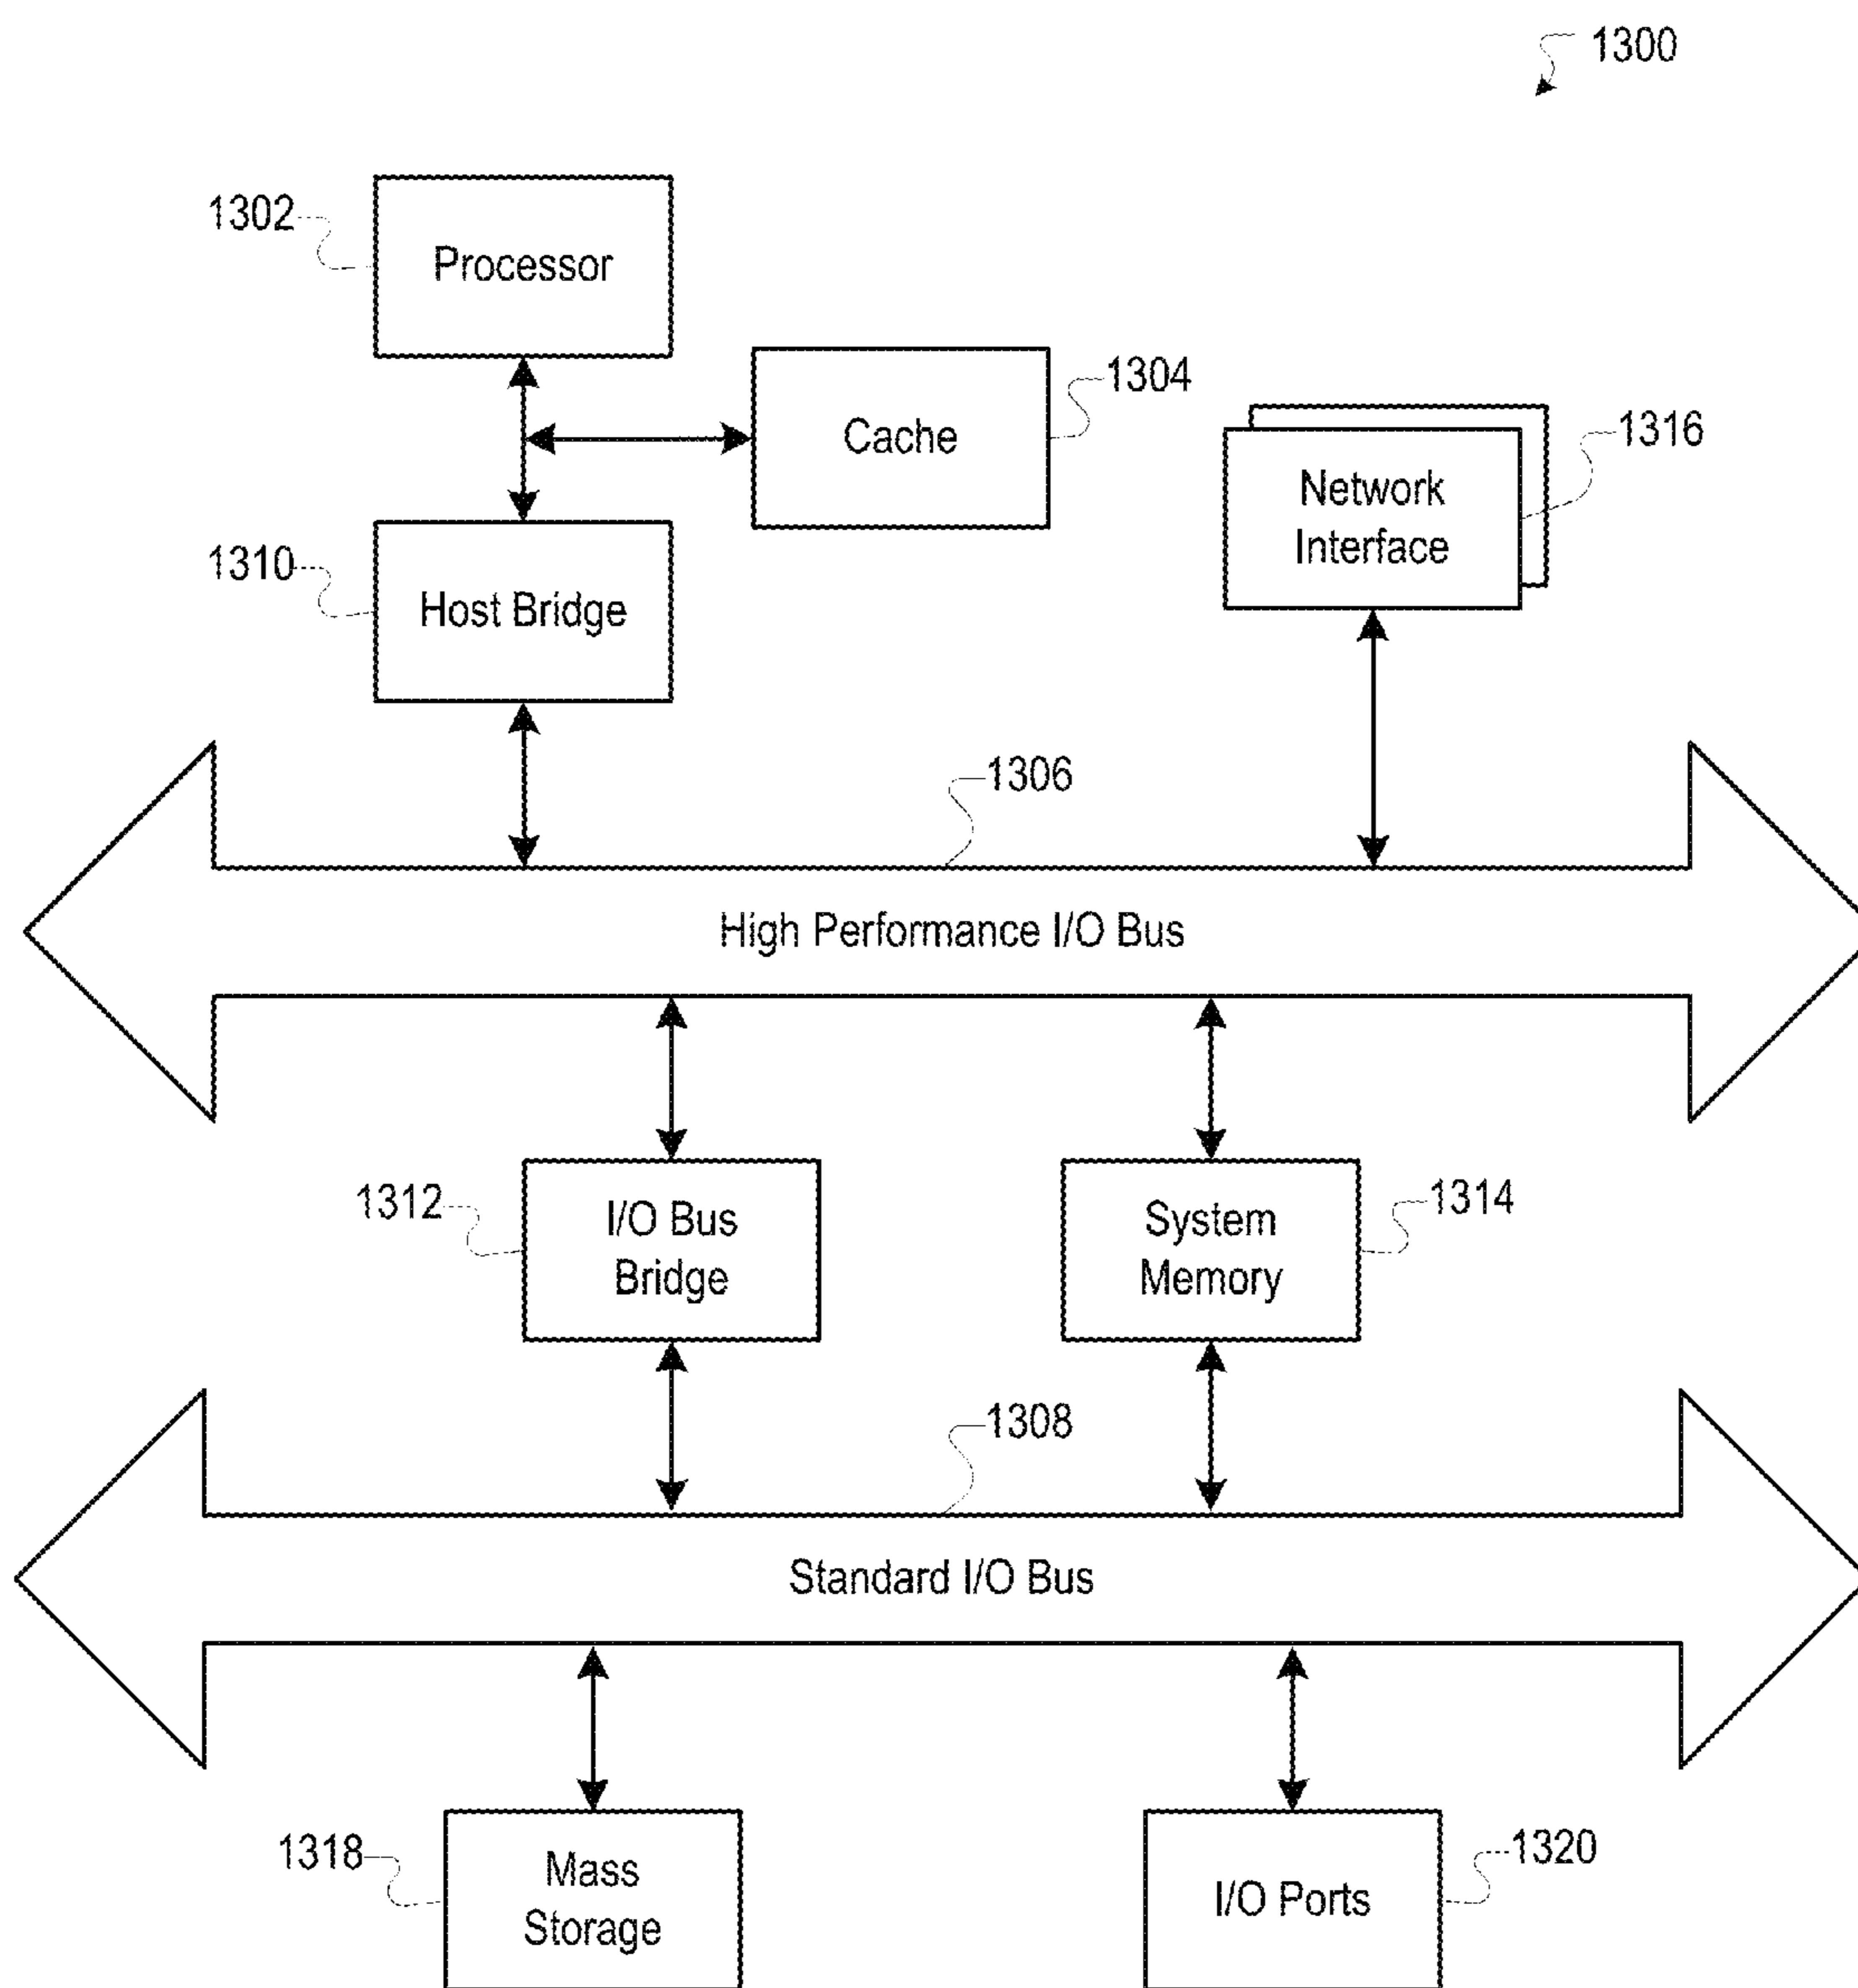 1300
1302
Processor
1304
Cache
1316
Network
Interface
1310
Host Bridge
1306
High Performance I/O Bus
1312
I/O Bus
Bridge
System
Memory
1314
1308
Standard I/O Bus
1318
Mass
Storage
I/O Ports
1320